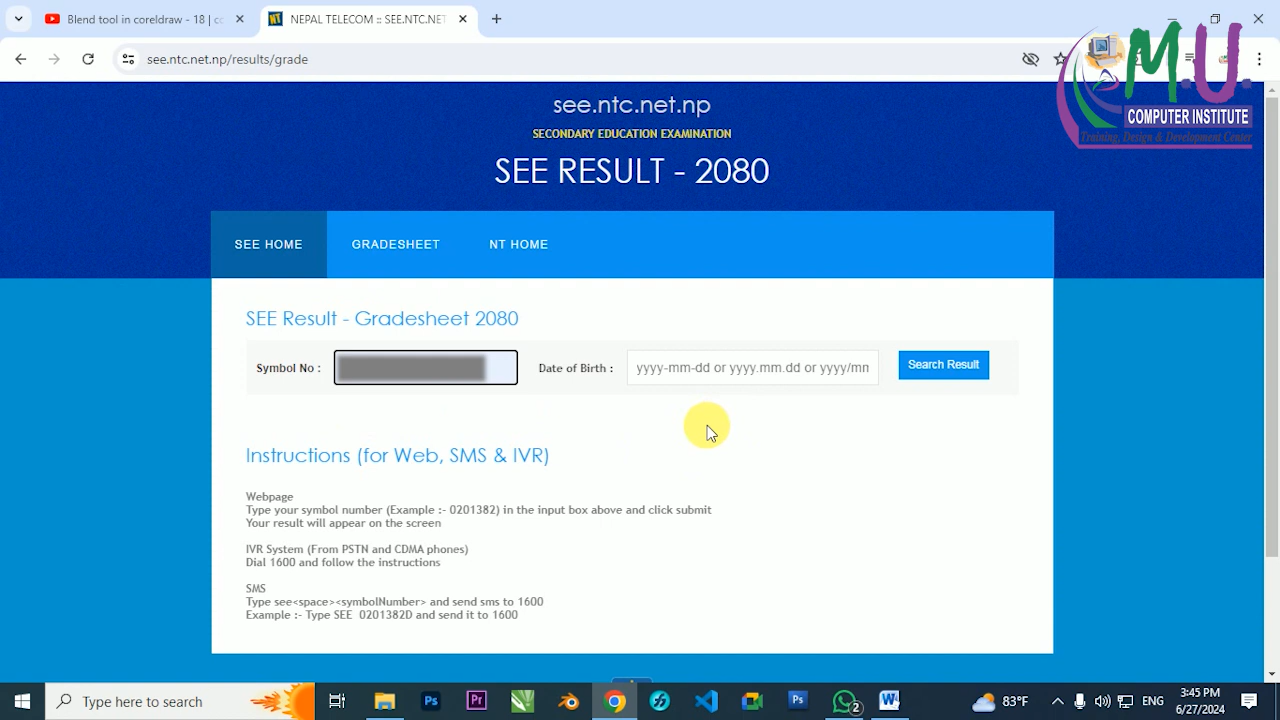 Blend tool in coreldraw - 18 | co
NEPAL TELECOM :: SEE.NTC.NET
see.ntc.net.np/results/grade
M.U.
COMPUTER INSTITUTE
Training, Design & Development Center
see.ntc.net.np
SECONDARY EDUCATION EXAMINATION
SEE RESULT - 2080
SEE HOME
GRADESHEET
NT HOME
SEE Result - Gradesheet 2080
Symbol No :
Date of Birth :
yyyy-mm-dd or yyyy.mm.dd or yyyy/mm
Search Result
Instructions (for Web, SMS & IVR)
Webpage
Type your symbol number (Example :- 0201382) in the input box above and click submit
Your result will appear on the screen
IVR System (From PSTN and CDMA phones)
Dial 1600 and follow the instructions
SMS
Type see<space><symbolNumber> and send sms to 1600
Example :- Type SEE 0201382D and send it to 1600
Type here to search
Ps
Pr
Ps
2
W
83°F
ENG
3:45 PM
6/27/2024